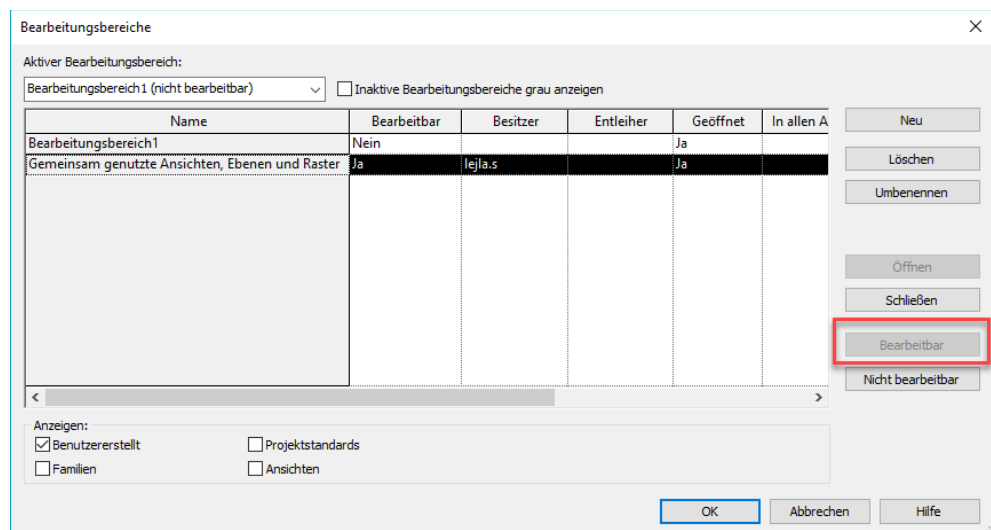 Bearbeitungsbereiche
Aktiver Bearbeitungsbereich:
Bearbeitungsbereich1 (nicht bearbeitbar)
Inaktive Bearbeitungsbereiche grau anzeigen
Name Bearbeitbar Besitzer Entleiher Geöffnet In allen A
Bearbeitungsbereich1 Nein Ja
Gemeinsam genutzte Ansichten, Ebenen und Raster Ja lejla.s Ja
Neu
Löschen
Umbenennen
Öffnen
Schließen
Bearbeitbar
Nicht bearbeitbar
Anzeigen:
Benutzererstellt Projektstandards
Familien Ansichten
OK Abbrechen Hilfe